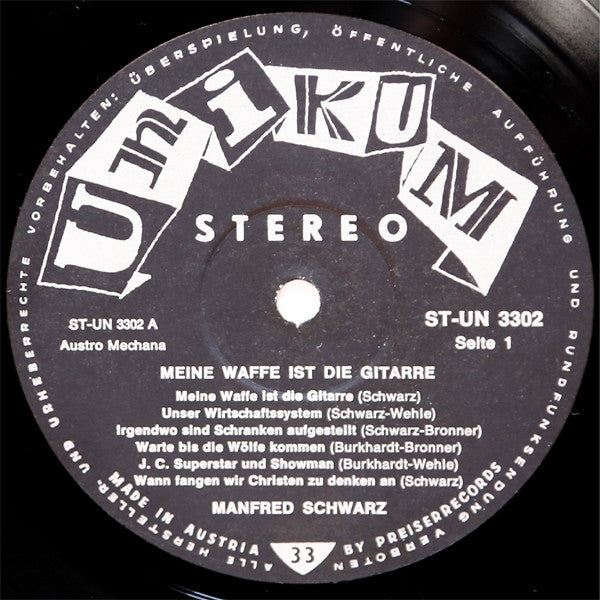 ALLE HERSTELLER- UND URHEBERRECHTE VORBEHALTEN: ÜBERSPIELUNG, ÖFFENTLICHE AUFFÜHRUNG UND RUNDFUNKSENDUNG VERBOTEN
UniKUM
STEREO
ST-UN 3302 A
Austro Mechana
ST-UN 3302
Seite 1
MEINE WAFFE IST DIE GITARRE
Meine Waffe ist die Gitarre (Schwarz)
Unser Wirtschaftssystem (Schwarz-Wehle)
Irgendwo sind Schranken aufgestellt (Schwarz-Bronner)
Warte bis die Wölfe kommen (Burkhardt-Bronner)
J. C. Superstar und Showman (Burkhardt-Wehle)
Wann fangen wir Christen zu denken an (Schwarz)
MANFRED SCHWARZ
MADE IN AUSTRIA
33
BY PREISERRECORDS